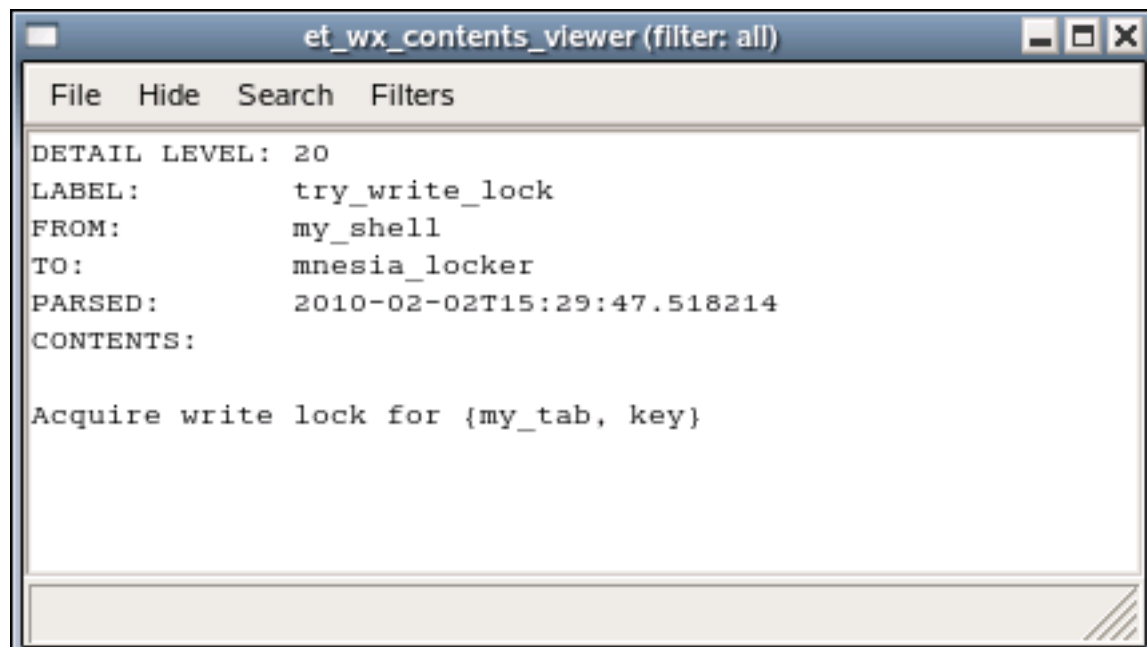 et_wx_contents_viewer (filter: all)
File Hide Search Filters
DETAIL LEVEL: 20
LABEL: try_write_lock
FROM: my_shell
TO: mnesia_locker
PARSED: 2010-02-02T15:29:47.518214
CONTENTS:
Acquire write lock for {my_tab, key}